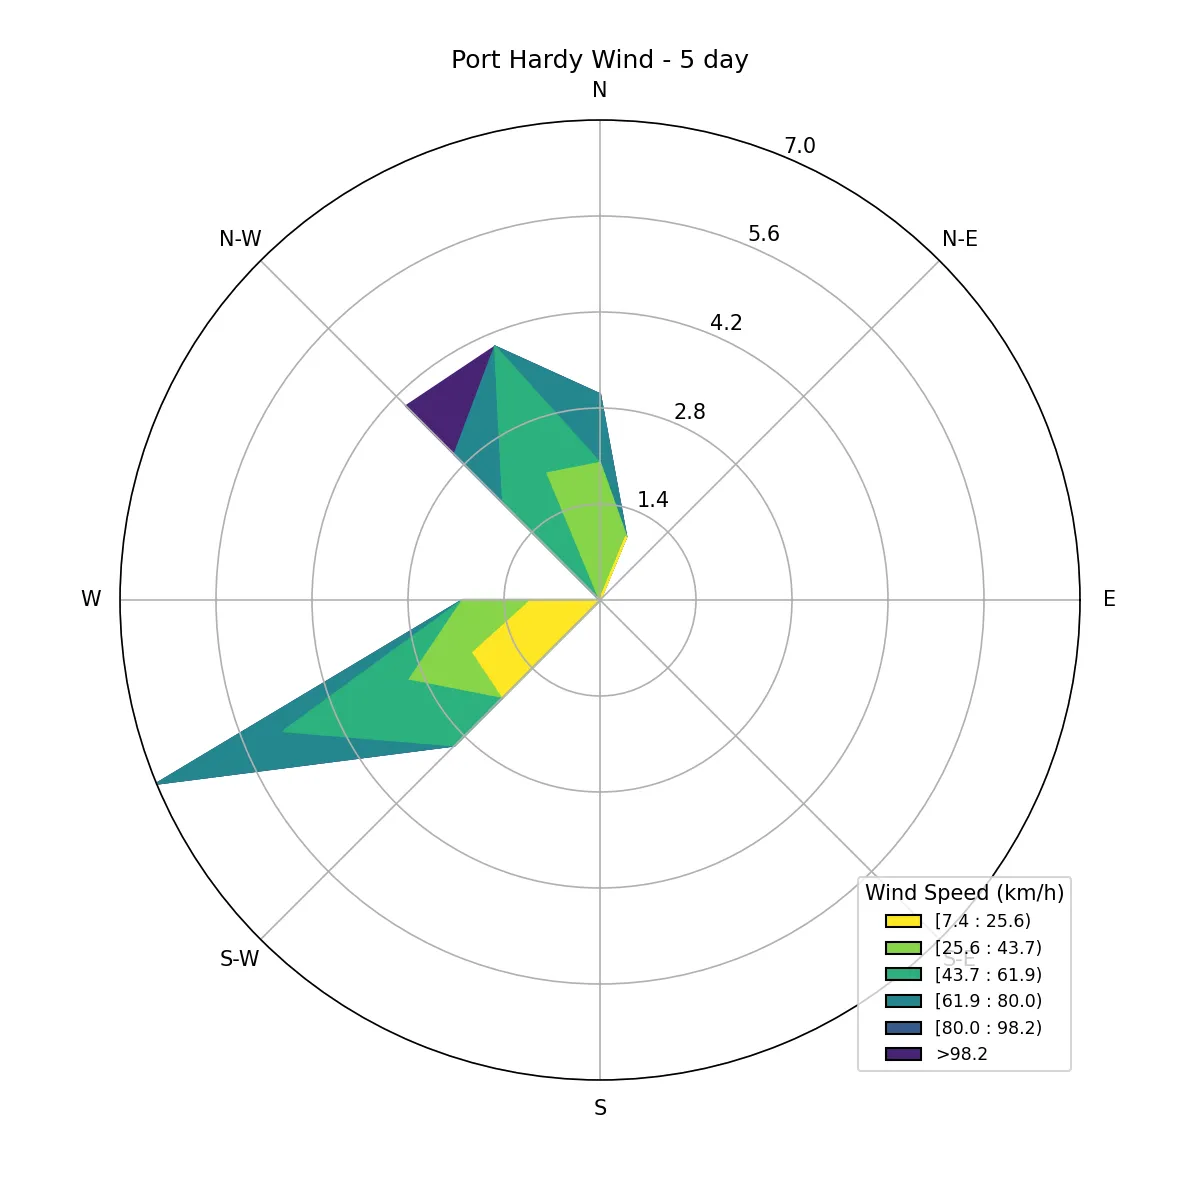 Port Hardy Wind - 5 day
N
7.0
N-W
5.6
N-E
4.2
2.8
1.4
W
E
S-W
S-E
S
Wind Speed (km/h)
[7.4 : 25.6)
[25.6 : 43.7)
[43.7 : 61.9)
[61.9 : 80.0)
[80.0 : 98.2)
>98.2